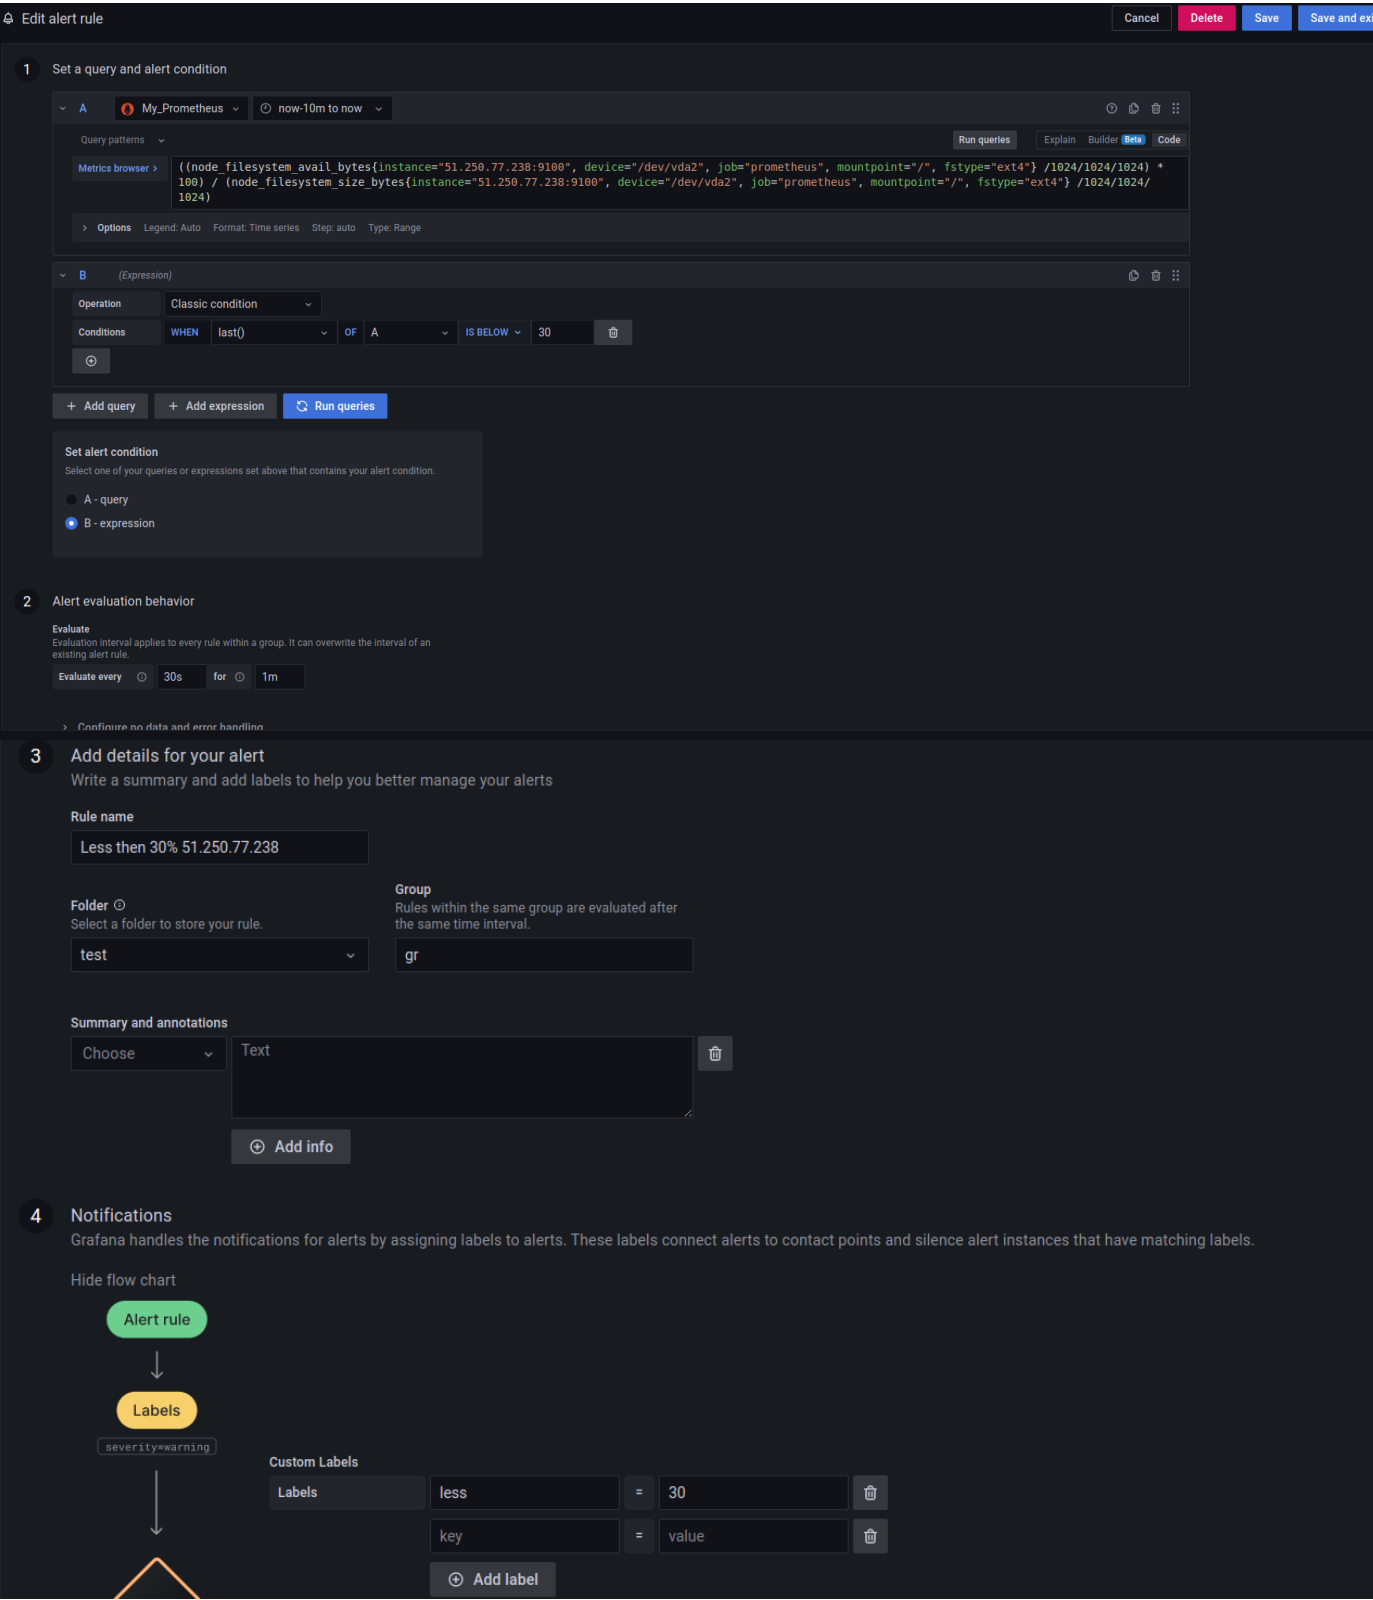 Edit alert rule
Cancel Delete Save Save and exi
1 Set a query and alert condition
A My_Prometheus now-10m to now
Query patterns Run queries Explain Builder Beta Code
Metrics browser > ((node_filesystem_avail_bytes{instance="51.250.77.238:9100", device="/dev/vda2", job="prometheus", mountpoint="/", fstype="ext4"} /1024/1024/1024) *
100) / (node_filesystem_size_bytes{instance="51.250.77.238:9100", device="/dev/vda2", job="prometheus", mountpoint="/", fstype="ext4"} /1024/1024/
1024)
> Options Legend: Auto Format: Time series Step: auto Type: Range
B (Expression)
Operation Classic condition
Conditions WHEN last() OF A IS BELOW 30
+ Add query + Add expression Run queries
Set alert condition
Select one of your queries or expressions set above that contains your alert condition.
A - query
B - expression
2 Alert evaluation behavior
Evaluate
Evaluation interval applies to every rule within a group. It can overwrite the interval of an
existing alert rule.
Evaluate every 30s for 1m
> Configure no data and error handling
3 Add details for your alert
Write a summary and add labels to help you better manage your alerts
Rule name
Less then 30% 51.250.77.238
Folder
Select a folder to store your rule.
test
Group
Rules within the same group are evaluated after
the same time interval.
gr
Summary and annotations
Choose Text
Add info
4 Notifications
Grafana handles the notifications for alerts by assigning labels to alerts. These labels connect alerts to contact points and silence alert instances that have matching labels.
Hide flow chart
Alert rule
Labels
severity=warning
Custom Labels
Labels less = 30
key = value
Add label